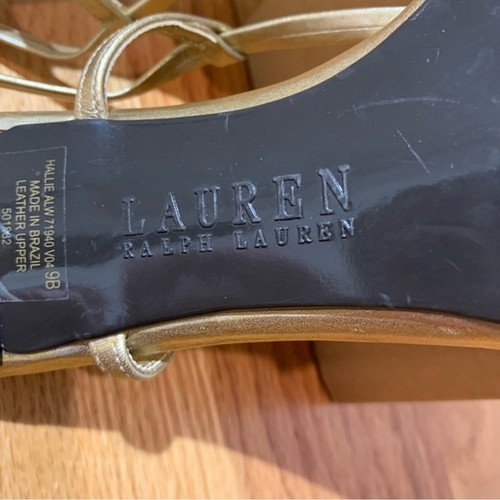 LAUREN
RALPH LAUREN
HALLIE ALW 71940 V04 9B
MADE IN BRAZIL
LEATHER UPPER